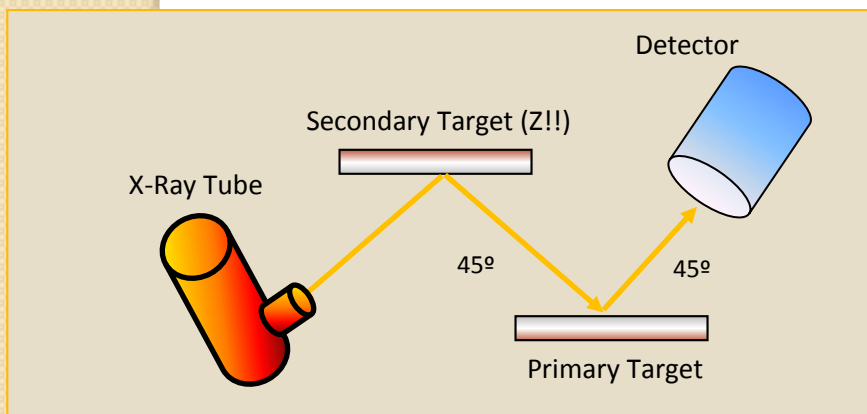 Detector
Secondary Target (Z!!)
X-Ray Tube
45º
45º
Primary Target